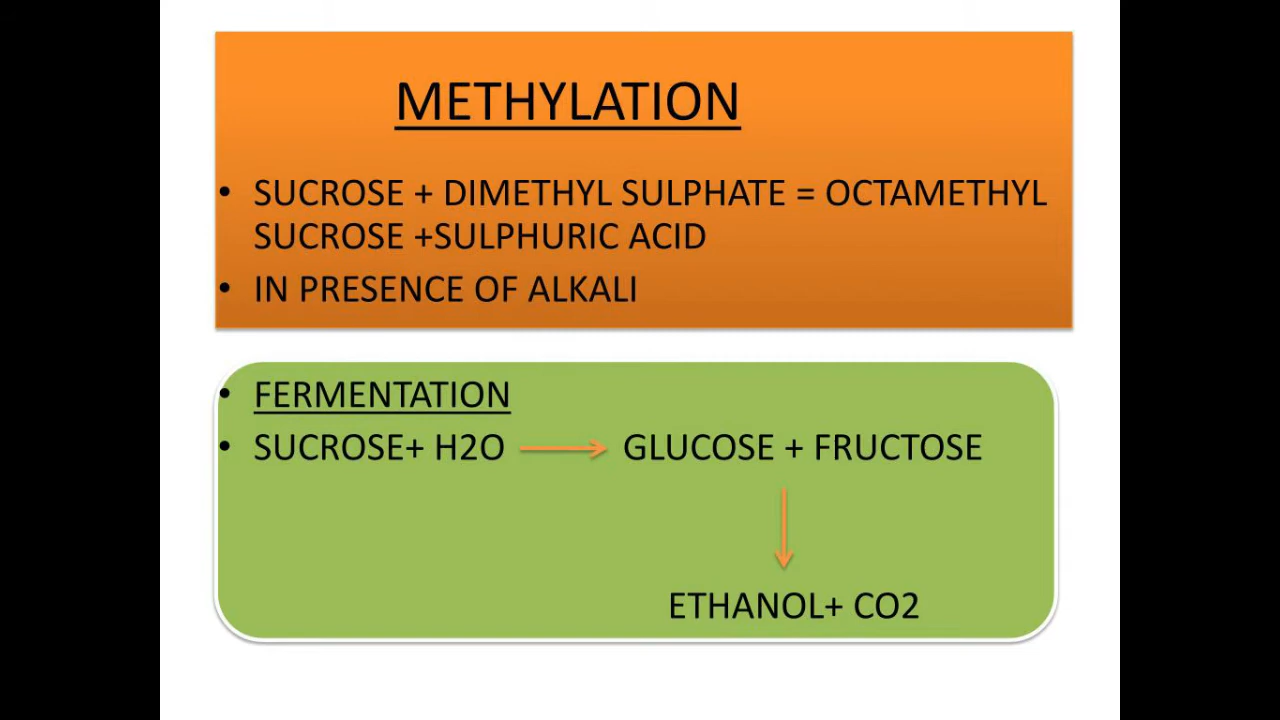 METHYLATION
• SUCROSE + DIMETHYL SULPHATE = OCTAMETHYL
SUCROSE +SULPHURIC ACID
• IN PRESENCE OF ALKALI
• FERMENTATION
• SUCROSE+ H2O → GLUCOSE + FRUCTOSE
ETHANOL+ CO2